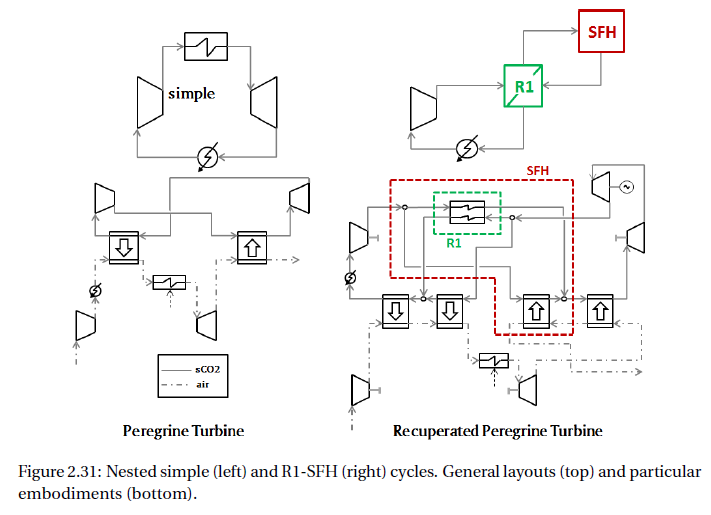 simple
SFH
R1
SFH
R1
sCO2
air
Peregrine Turbine
Recuperated Peregrine Turbine
Figure 2.31: Nested simple (left) and R1-SFH (right) cycles. General layouts (top) and particular
embodiments (bottom).